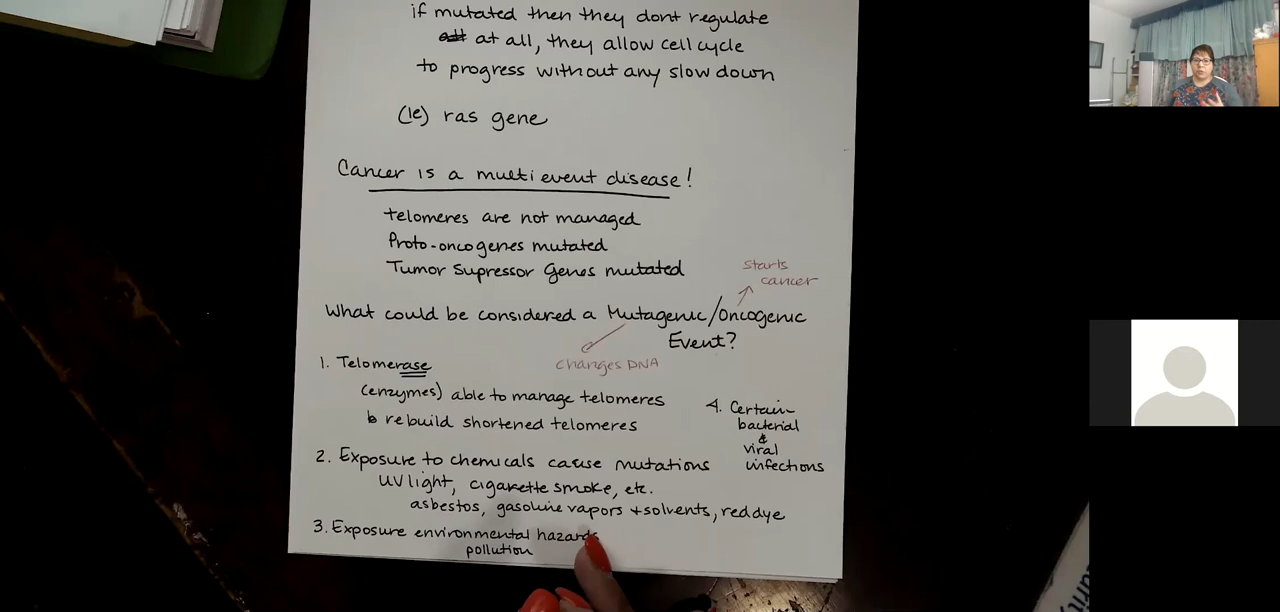 if mutated then they dont regulate
at all, they allow cell cycle
to progress without any slow down
(ie) ras gene
Cancer is a multi event disease!
telomeres are not managed
Proto-oncogenes mutated
Tumor Supressor Genes mutated
starts
cancer
What could be considered a Mutagenic/Oncogenic
Event?
changes DNA
1. Telomerase
(enzymes) able to manage telomeres
& rebuild shortened telomeres
2. Exposure to chemicals cause mutations
UV light, cigarette smoke, etc.
asbestos, gasoline vapors + solvents, red dye
3. Exposure environmental hazards
pollution
4. Certain
bacterial
&
viral
infections